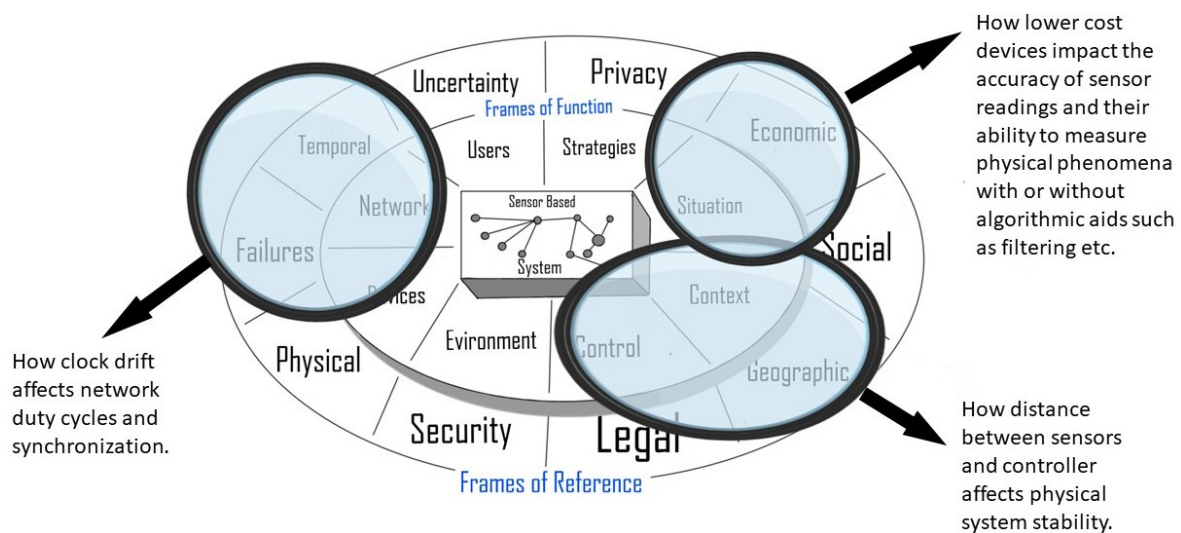 How lower cost
devices impact the
accuracy of sensor
readings and their
ability to measure
physical phenomena
with or without
algorithmic aids such
as filtering etc.
Uncertainty
Privacy
Frames of Function
Temporal
Users
Strategies
Economic
Network
Sensor Based
Situation
Failures
System
Social
Devices
Context
Evironment
Control
Physical
Geographic
Security
Legal
Frames of Reference
How clock drift
affects network
duty cycles and
synchronization.
How distance
between sensors
and controller
affects physical
system stability.